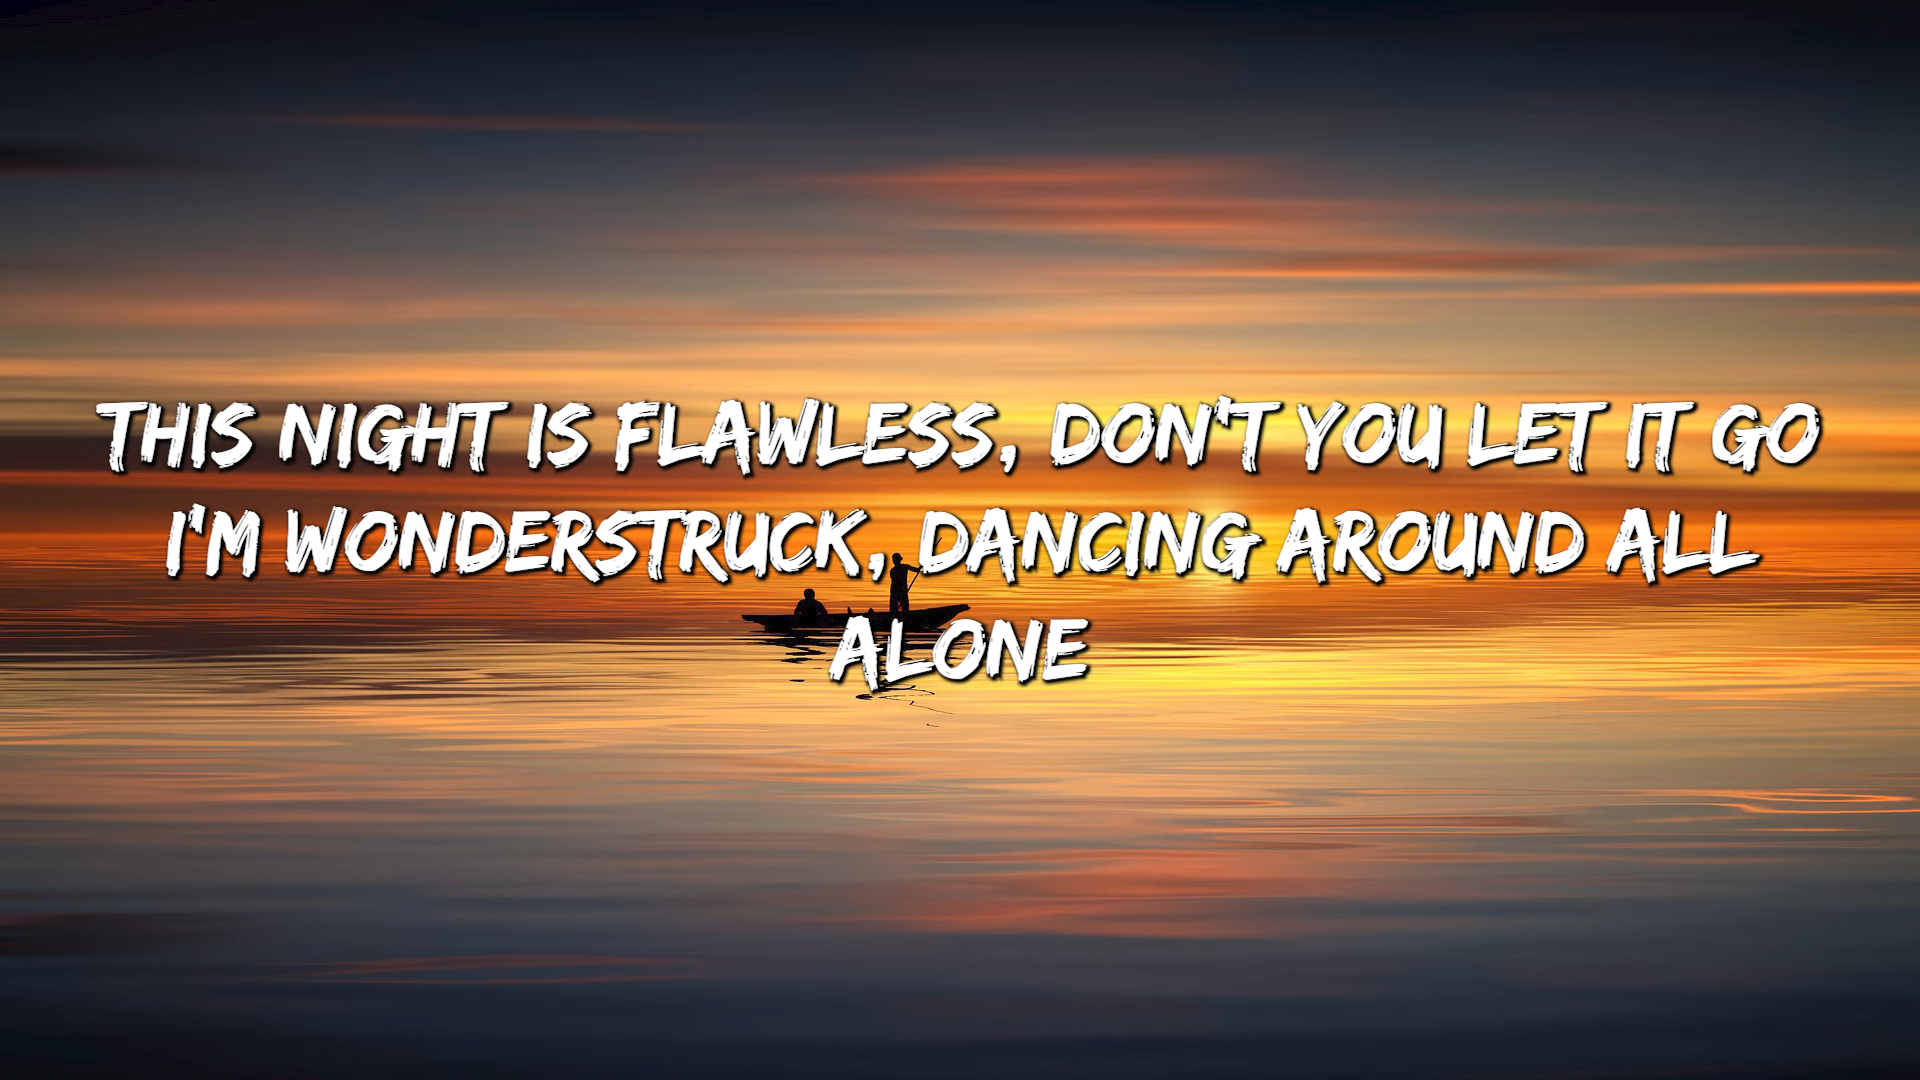 THIS NIGHT IS FLAWLESS, DON'T YOU LET IT GO
I'M WONDERSTRUCK, DANCING AROUND ALL
ALONE